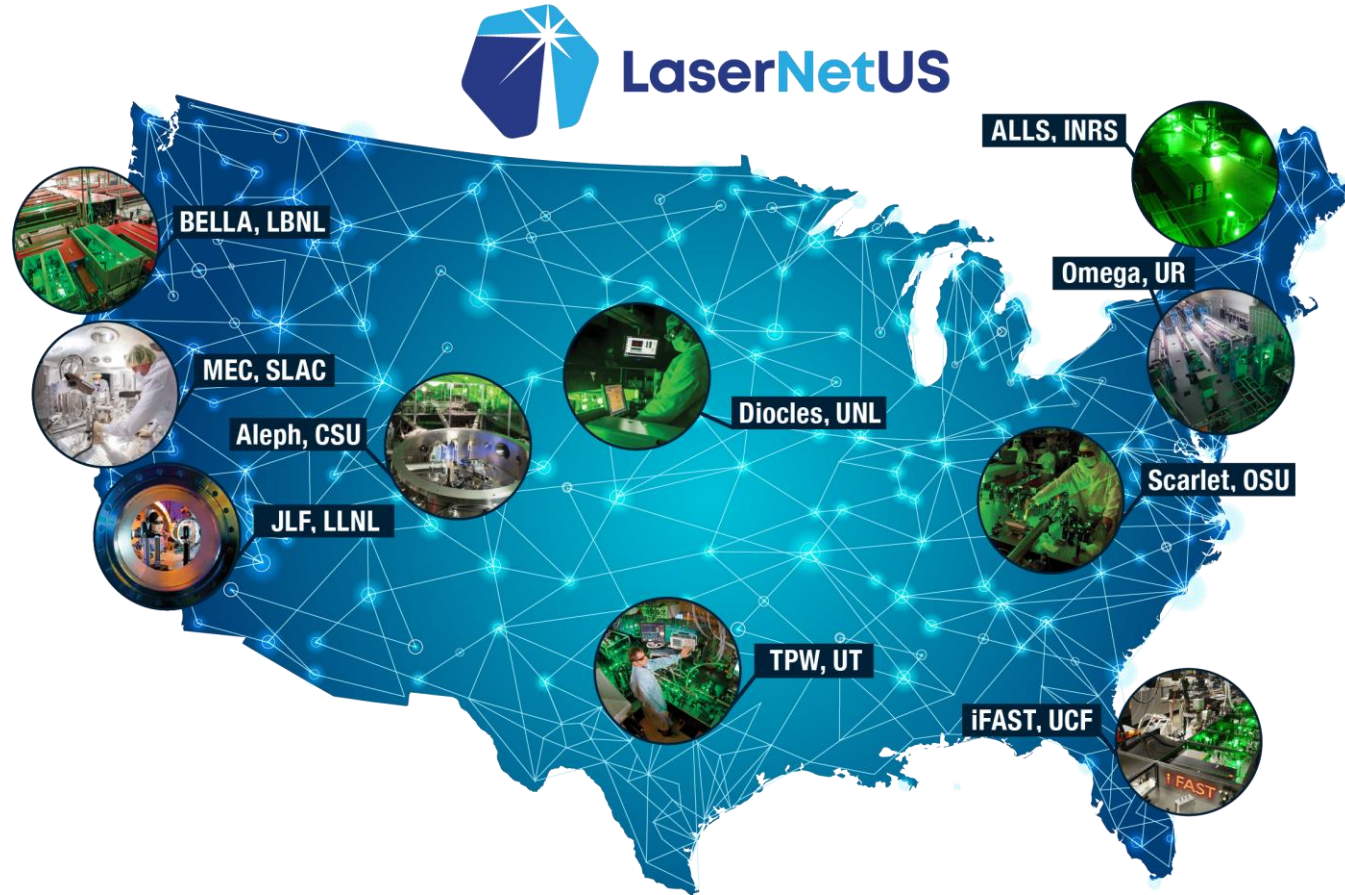 LaserNetUS
ALLS, INRS
BELLA, LBNL
Omega, UR
MEC, SLAC
Diocles, UNL
Aleph, CSU
Scarlet, OSU
JLF, LLNL
TPW, UT
iFAST, UCF
i FAST